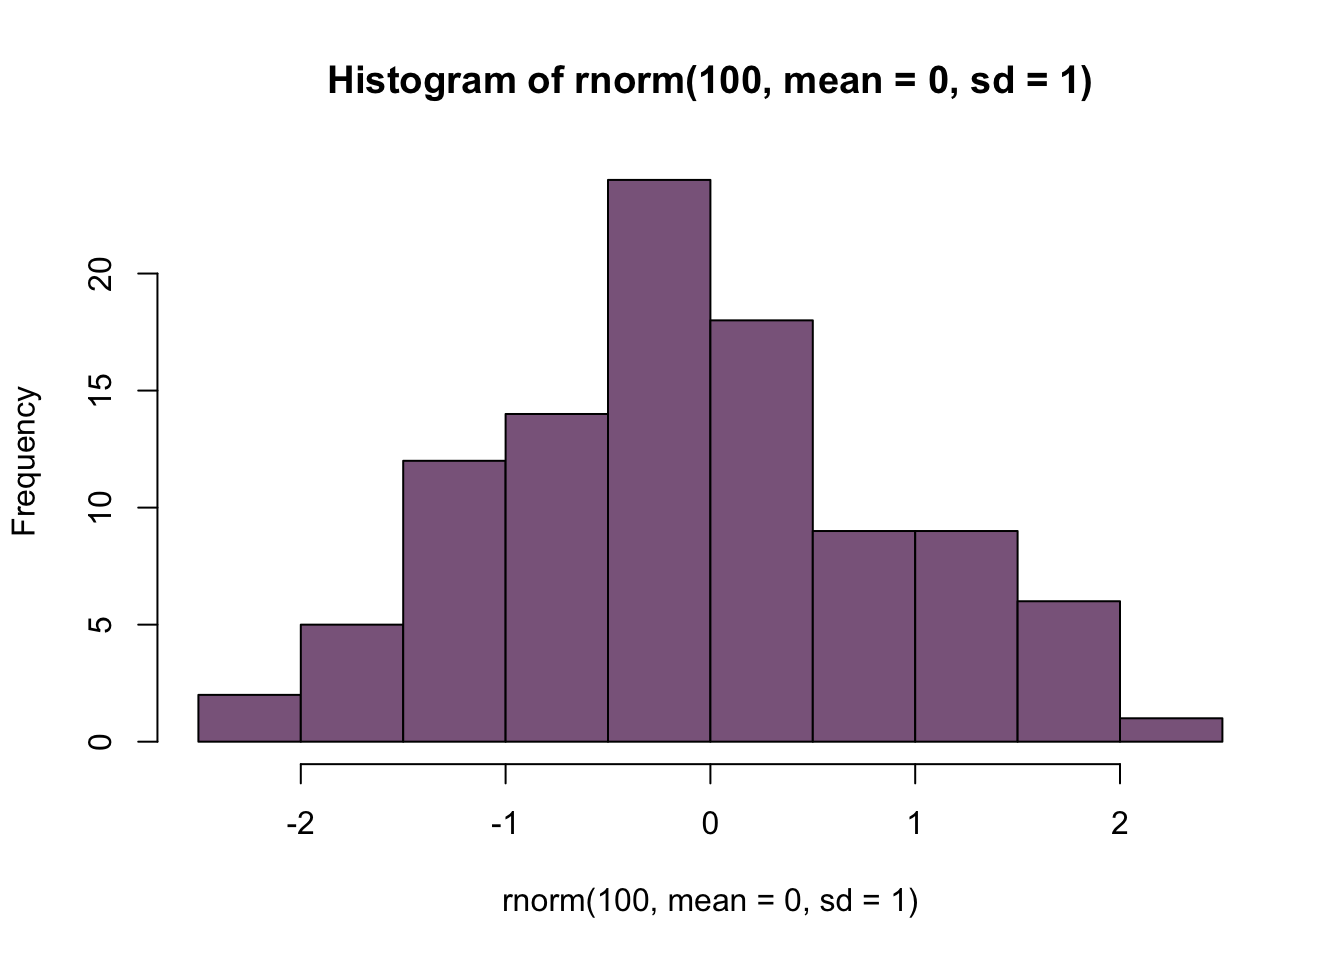 Histogram of rnorm(100, mean = 0, sd = 1)
Frequency
20
15
10
5
0
-2 -1 0 1 2
rnorm(100, mean = 0, sd = 1)